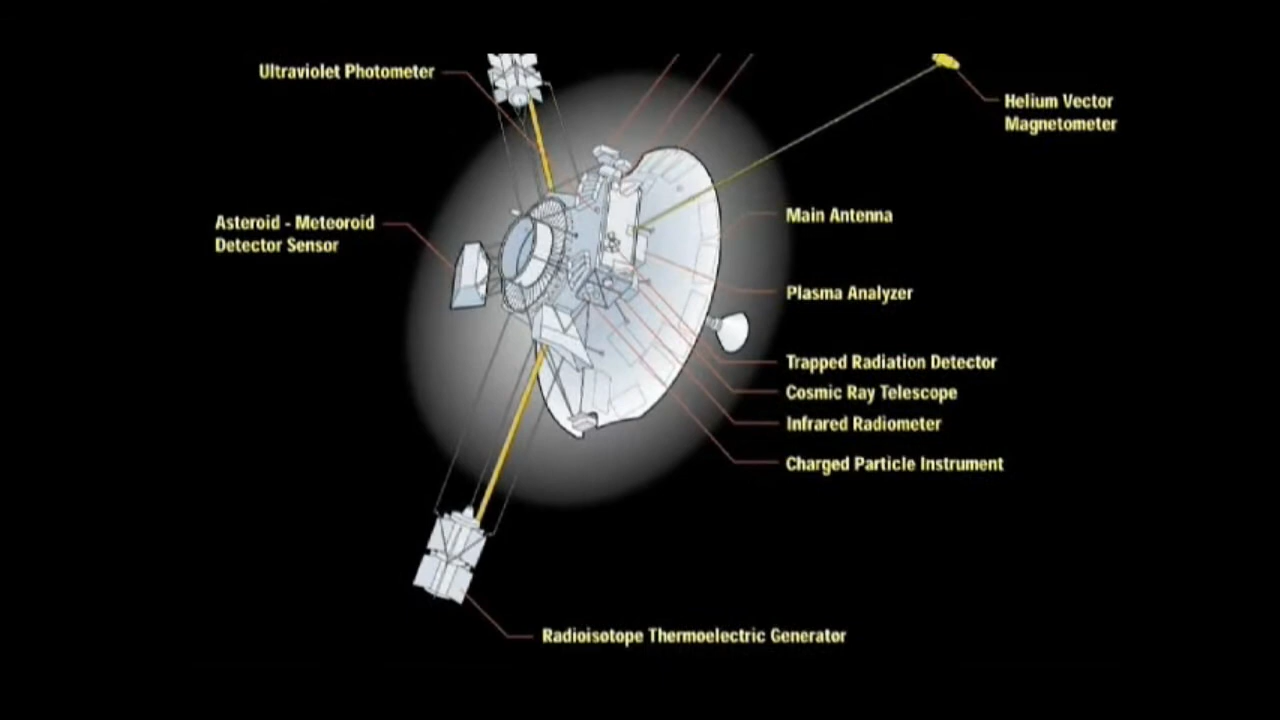 Ultraviolet Photometer
Helium Vector
Magnetometer
Asteroid - Meteoroid
Detector Sensor
Main Antenna
Plasma Analyzer
Trapped Radiation Detector
Cosmic Ray Telescope
Infrared Radiometer
Charged Particle Instrument
Radioisotope Thermoelectric Generator